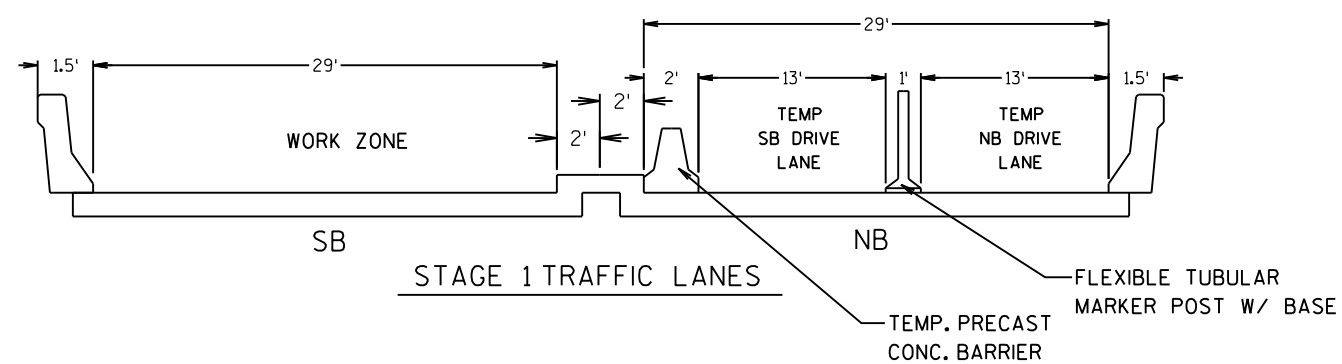 29'
1.5'
29'
2'
13'
1'
13'
1.5'
2'
2'
WORK ZONE
TEMP
SB DRIVE
LANE
TEMP
NB DRIVE
LANE
SB
NB
STAGE 1 TRAFFIC LANES
FLEXIBLE TUBULAR
MARKER POST W/ BASE
TEMP. PRECAST
CONC. BARRIER